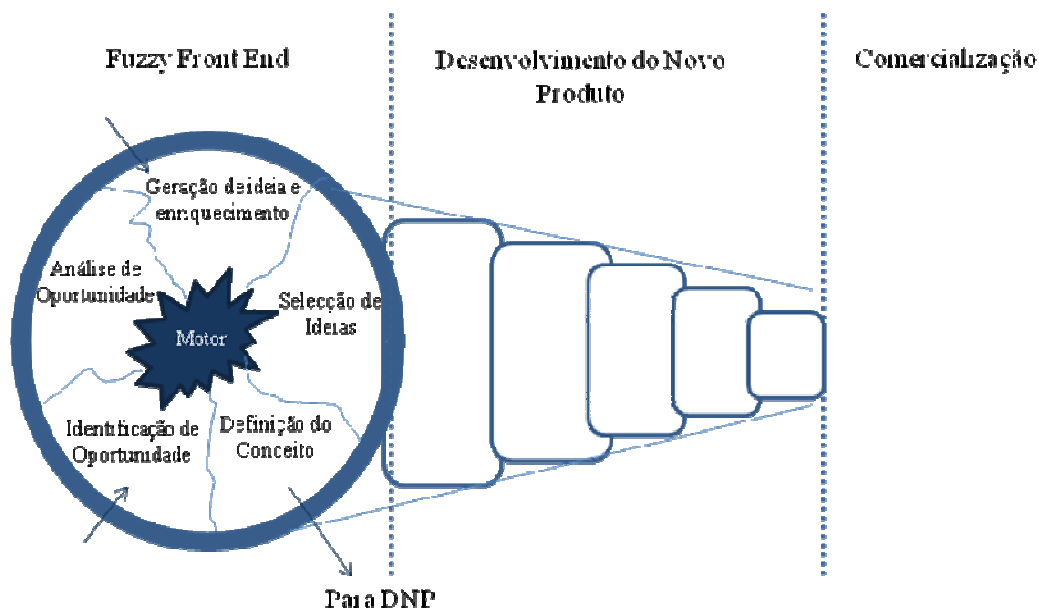 Fuzzy Front End
Desenvolvimento do Novo
Produto
Comercialização
Geração de ideia e
enriquecimento
Análise de
Oportunidade
Selecção de
Ideias
Motor
Identificação de
Oportunidade
Definição do
Conceito
Para DNP